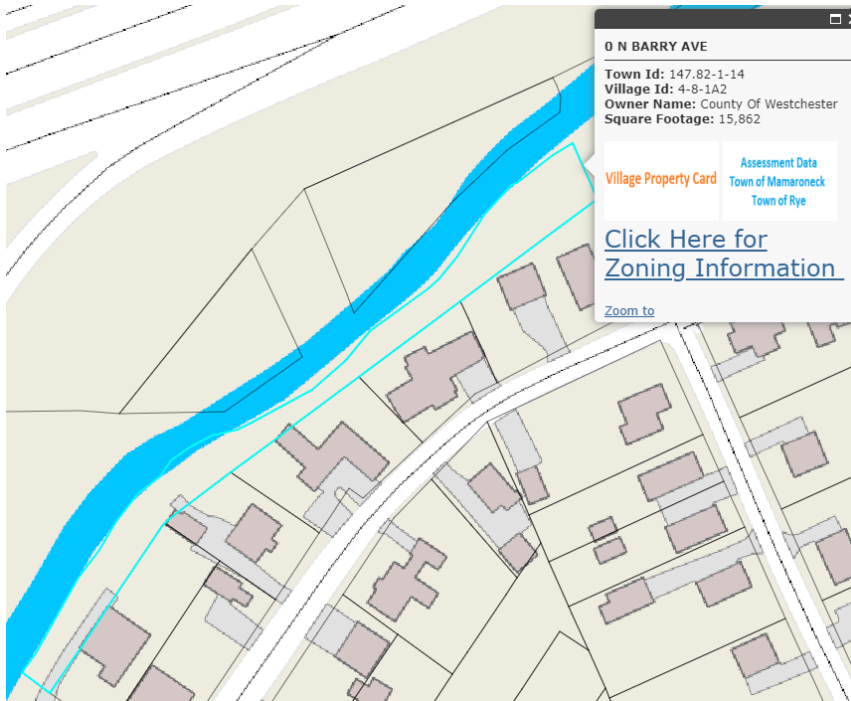 0 N BARRY AVE
Town Id: 147.82-1-14
Village Id: 4-8-1A2
Owner Name: County Of Westchester
Square Footage: 15,862
Village Property Card
Assessment Data
Town of Mamaroneck
Town of Rye
Click Here for
Zoning Information
Zoom to